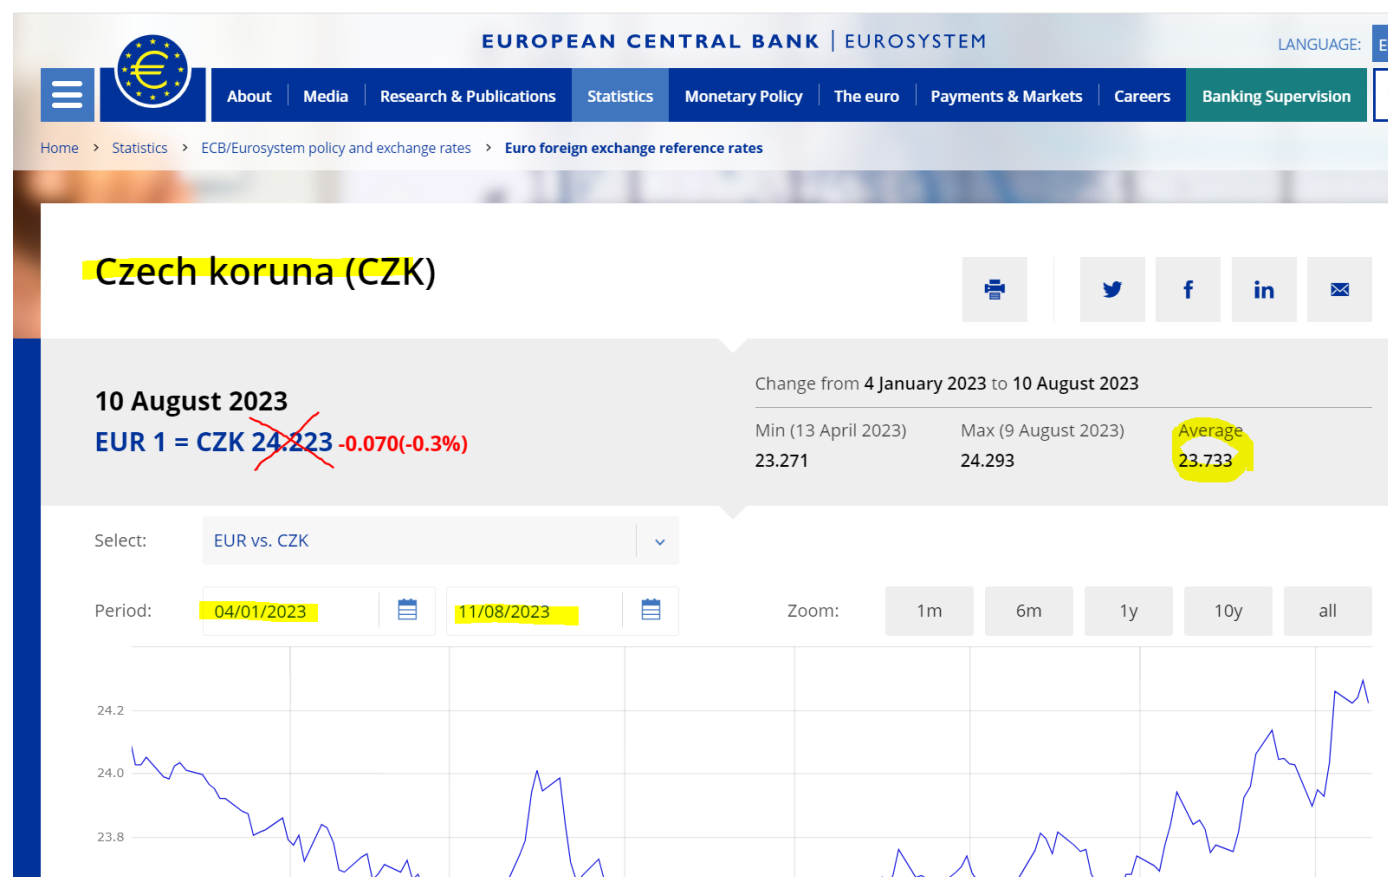 EUROPEAN CENTRAL BANK | EUROSYSTEM
LANGUAGE:
About Media Research & Publications Statistics Monetary Policy The euro Payments & Markets Careers Banking Supervision
Home > Statistics > ECB/Eurosystem policy and exchange rates > Euro foreign exchange reference rates
Czech koruna (CZK)
10 August 2023
EUR 1 = CZK 24.223 -0.070(-0.3%)
Change from 4 January 2023 to 10 August 2023
Min (13 April 2023) Max (9 August 2023) Average
23.271 24.293 23.733
Select: EUR vs. CZK
Period: 04/01/2023 11/08/2023 Zoom: 1m 6m 1y 10y all
24.2
24.0
23.8